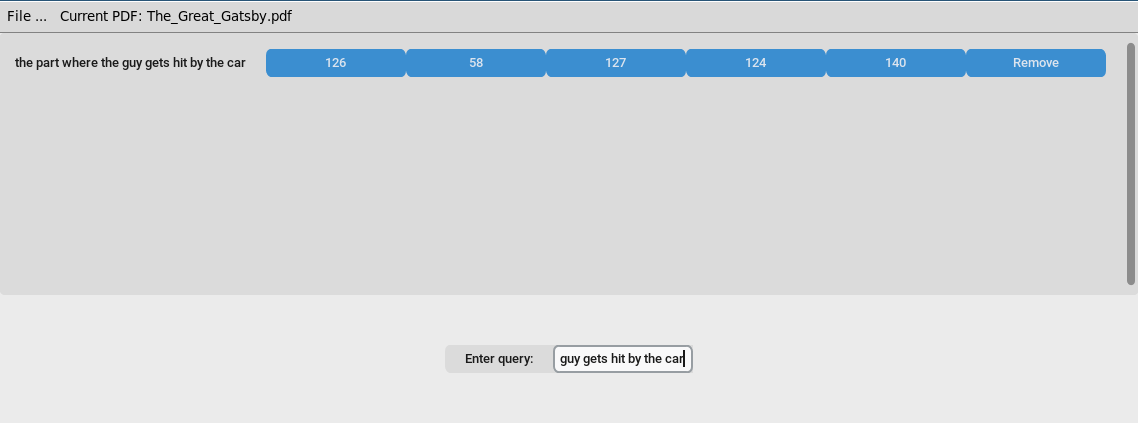 File ... Current PDF: The_Great_Gatsby.pdf
the part where the guy gets hit by the car 126 58 127 124 140 Remove
Enter query: guy gets hit by the car